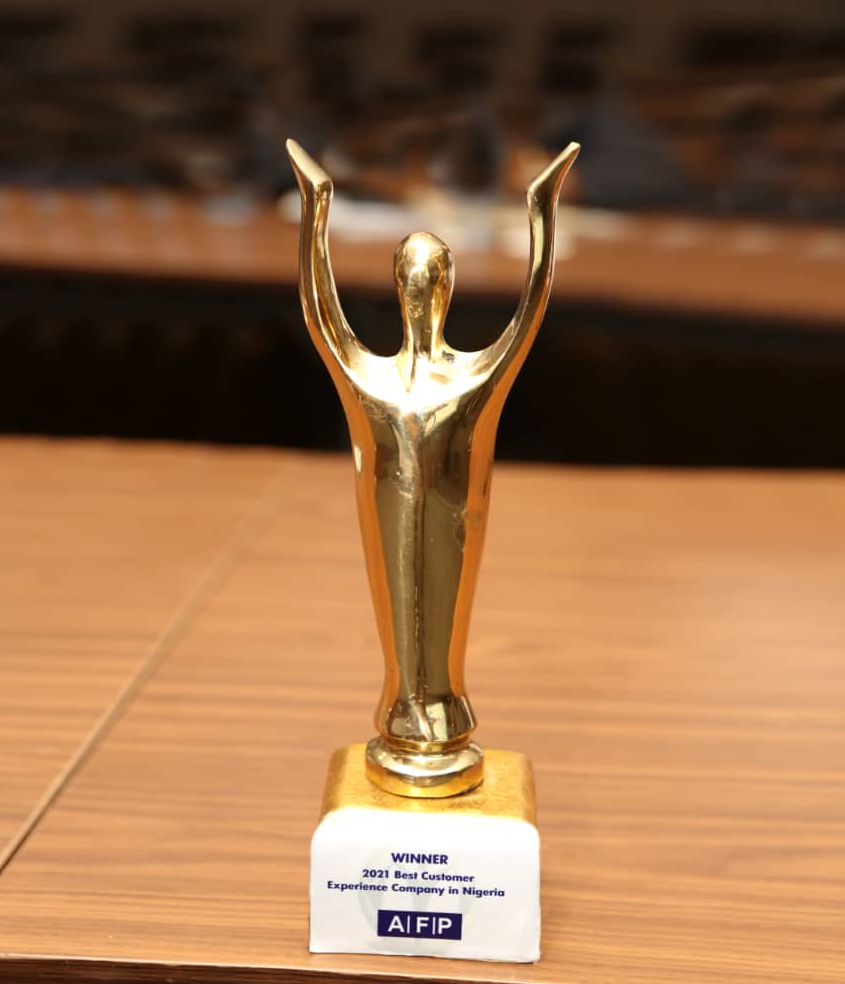 WINNER
2021 Best Customer
Experience Company in Nigeria
A|F|P